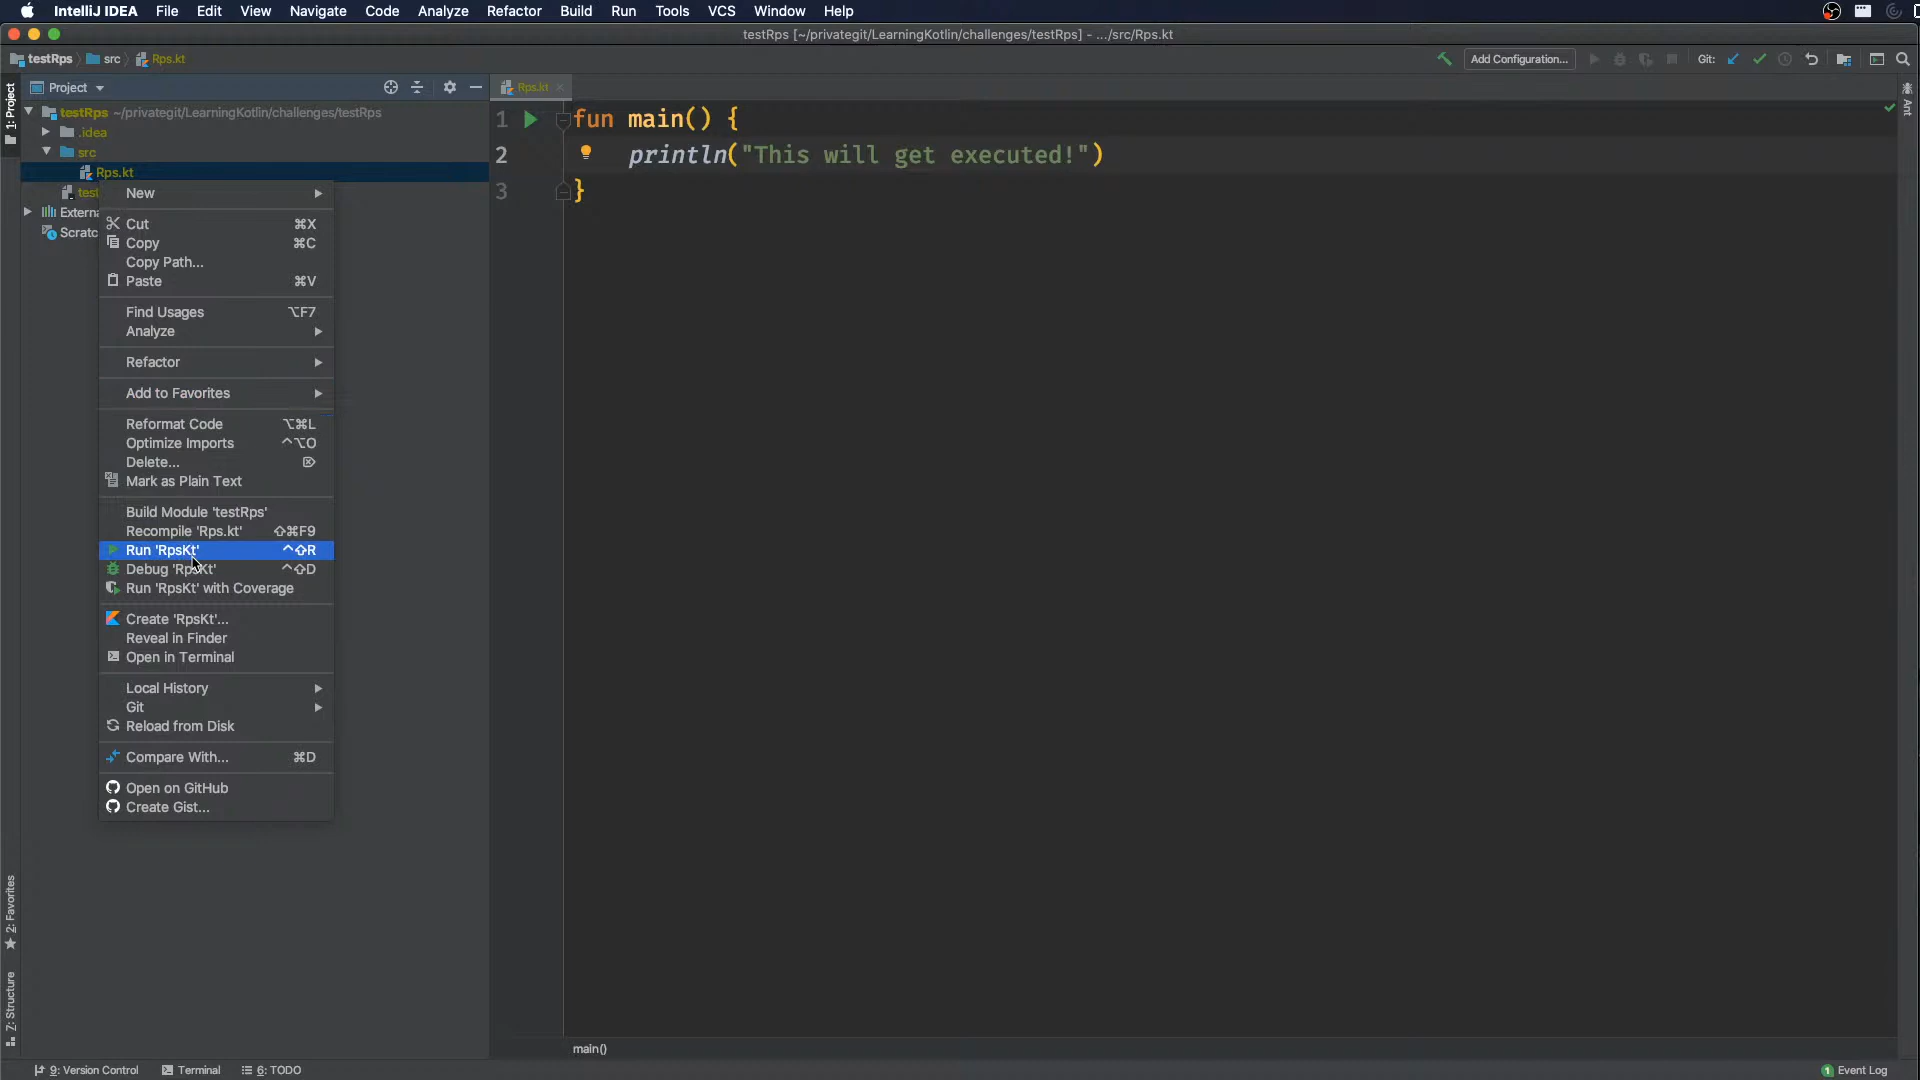 IntelliJ IDEA File Edit View Navigate Code Analyze Refactor Build Run Tools VCS Window Help
testRps [~/privategit/LearningKotlin/challenges/testRps] - .../src/Rps.kt
testRps src Rps.kt
Add Configuration...
Git:
1: Project
Project
Rps.kt
Ant
testRps ~/privategit/LearningKotlin/challenges/testRps
.idea
src
Rps.kt
test
Externa
Scratc
1 fun main() {
2 println("This will get executed!")
3 }
New
Cut ⌘X
Copy ⌘C
Copy Path...
Paste ⌘V
Find Usages ⌥F7
Analyze
Refactor
Add to Favorites
Reformat Code ⌥⌘L
Optimize Imports ^⌥O
Delete... ⌦
Mark as Plain Text
Build Module 'testRps'
Recompile 'Rps.kt' ⇧⌘F9
Run 'RpsKt' ^⇧R
Debug 'RpsKt' ^⇧D
Run 'RpsKt' with Coverage
Create 'RpsKt'...
Reveal in Finder
Open in Terminal
Local History
Git
Reload from Disk
Compare With... ⌘D
Open on GitHub
Create Gist...
2: Favorites
Z: Structure
main()
9: Version Control Terminal 6: TODO
1 Event Log